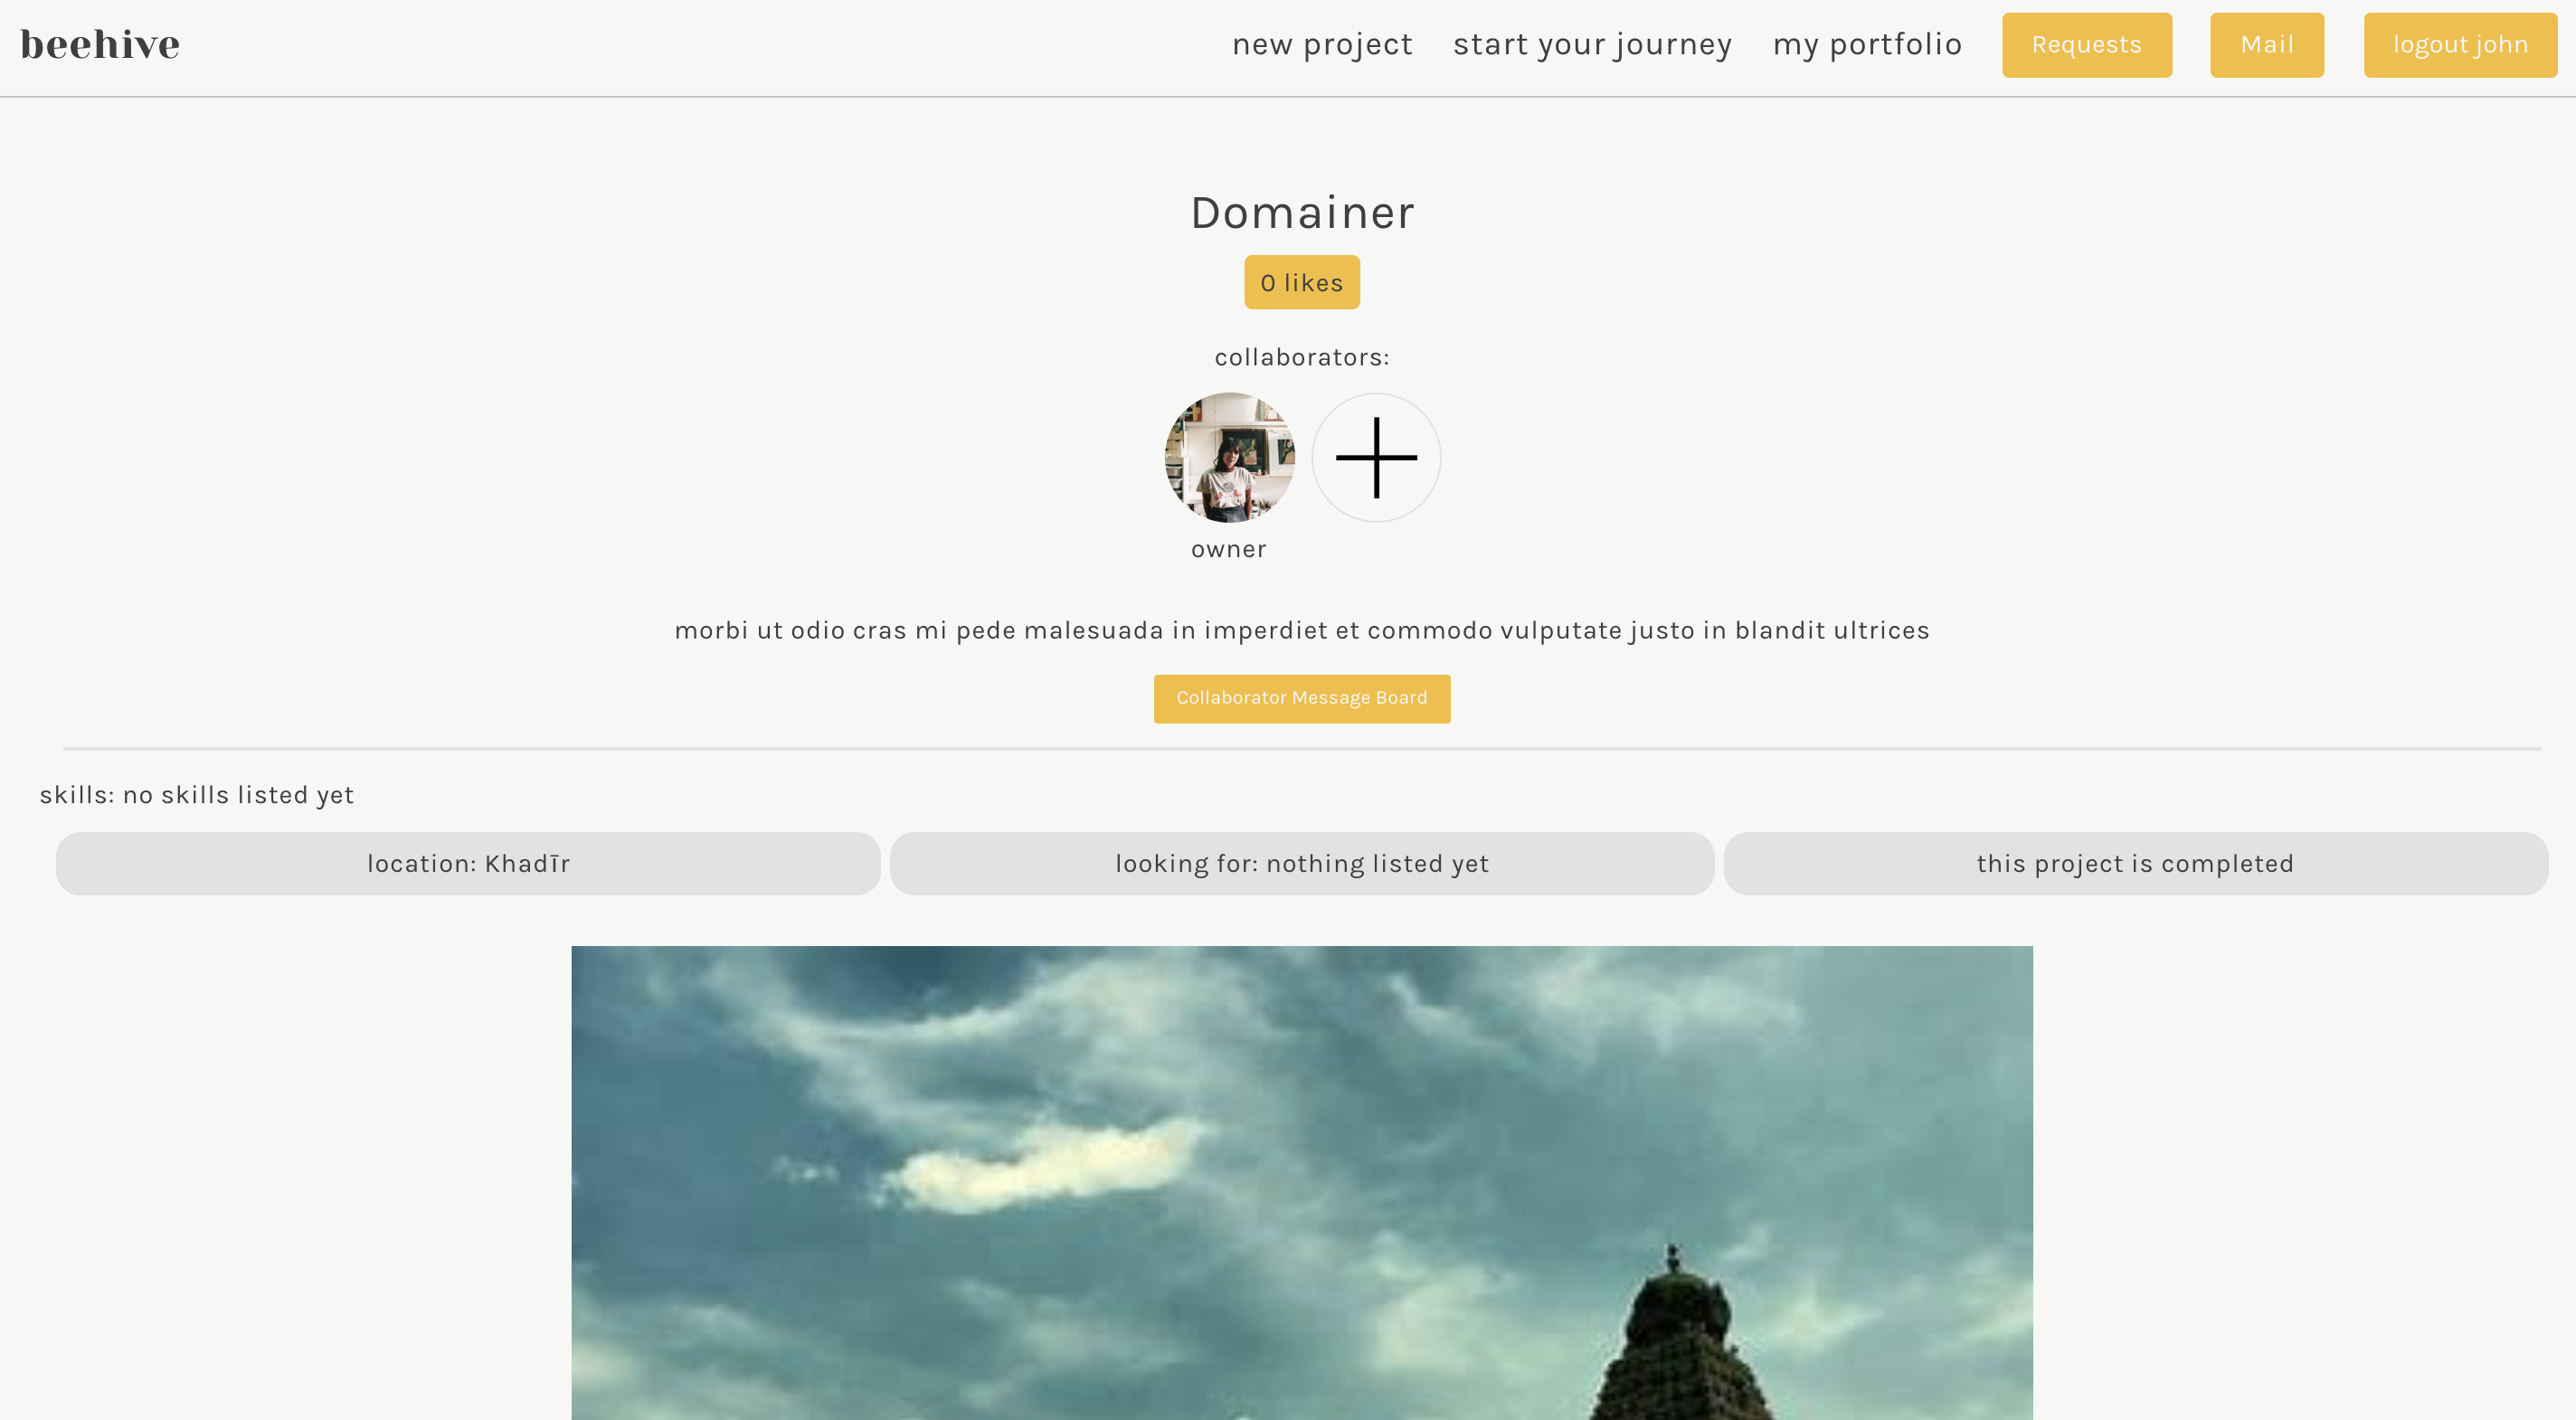 beehive
new project start your journey my portfolio Requests Mail logout john
Domainer
0 likes
collaborators:
owner
morbi ut odio cras mi pede malesuada in imperdiet et commodo vulputate justo in blandit ultrices
Collaborator Message Board
skills: no skills listed yet
location: Khadīr
looking for: nothing listed yet
this project is completed